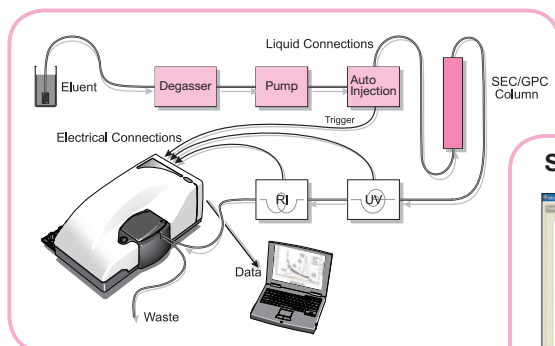 Liquid Connections
Eluent
Degasser
Pump
Auto
Injection
SEC/GPC
Column
Trigger
Electrical Connections
RI
UV
Data
Waste
S